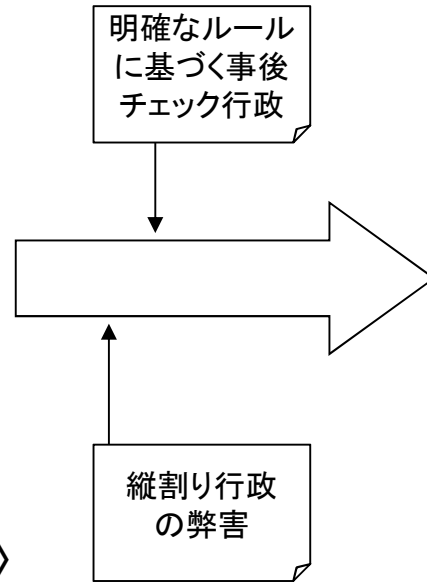 明確なルール
に基づく事後
チェック行政
縦割り行政
の弊害
〉